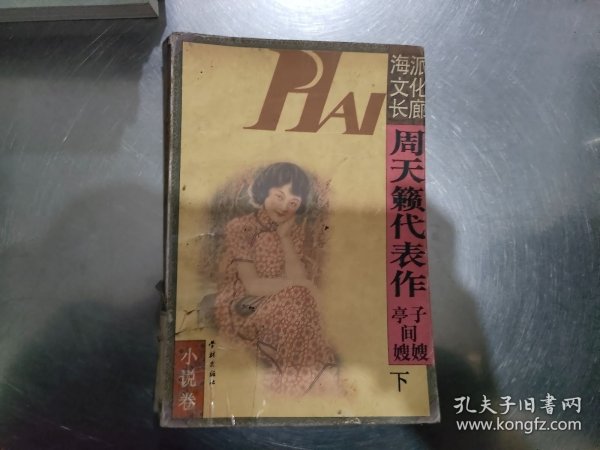 PHAI
海派
文化
长廊
周天籁代表作
亭子间嫂嫂
下
小说卷
学林出版社
孔夫子旧书网
www.kongfz.com